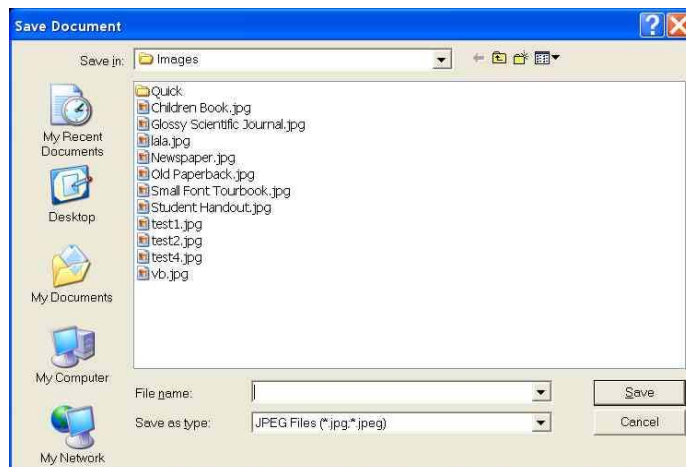 Save Document
Save in:
Images
My Recent
Documents
Desktop
My Documents
My Computer
My Network
Quick
Children Book.jpg
Glossy Scientific Journal.jpg
lala.jpg
Newspaper.jpg
Old Paperback.jpg
Small Font Tourbook.jpg
Student Handout.jpg
test1.jpg
test2.jpg
test4.jpg
vb.jpg
File name:
Save
Save as type:
JPEG Files (*.jpg;*.jpeg)
Cancel